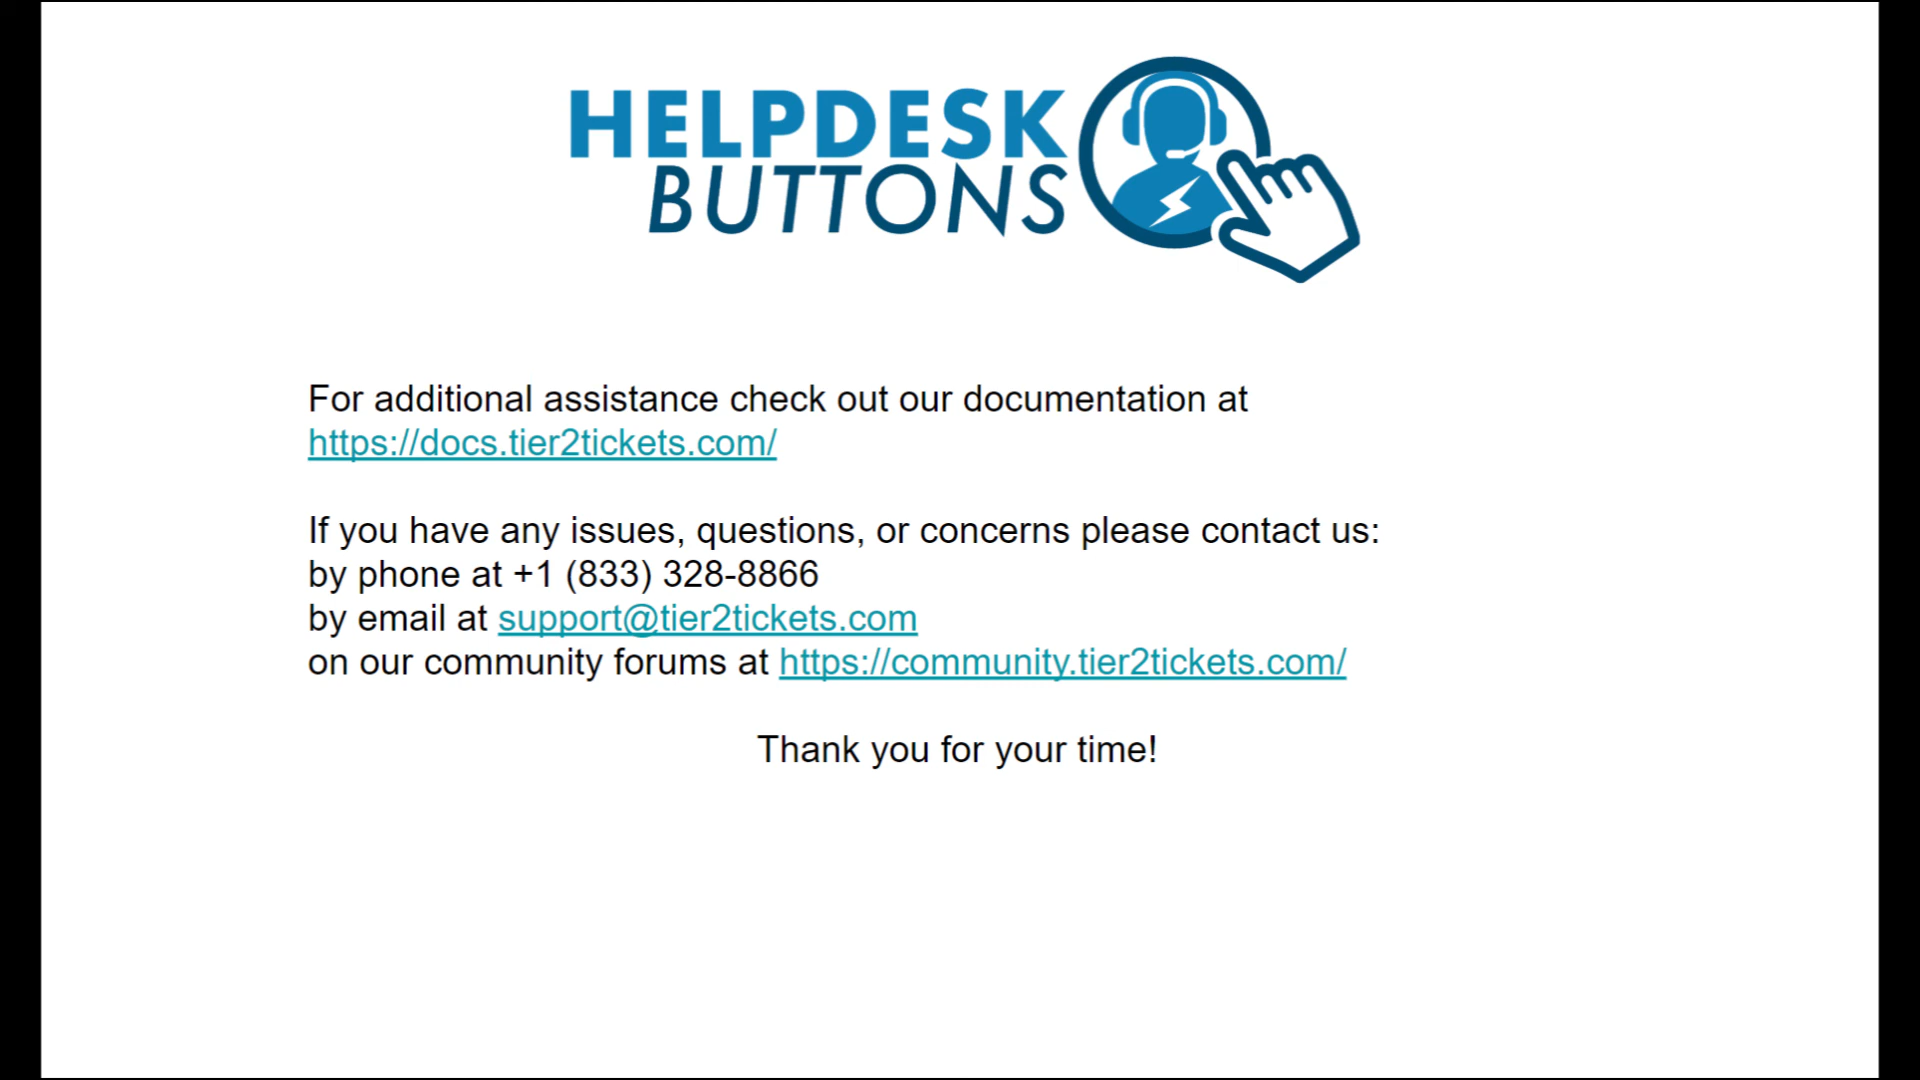 HELPDESK
BUTTONS
For additional assistance check out our documentation at
https://docs.tier2tickets.com/
If you have any issues, questions, or concerns please contact us:
by phone at +1 (833) 328-8866
by email at support@tier2tickets.com
on our community forums at https://community.tier2tickets.com/
Thank you for your time!